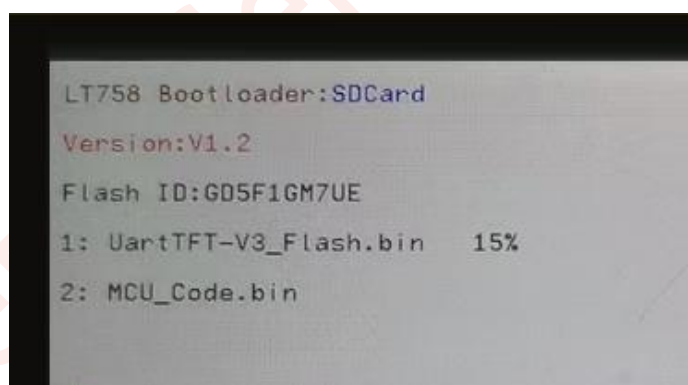 LT758 Bootloader:SDCard
Version:V1.2
Flash ID:GD5F1GM7UE
1: UartTFT-V3_Flash.bin 15%
2: MCU_Code.bin